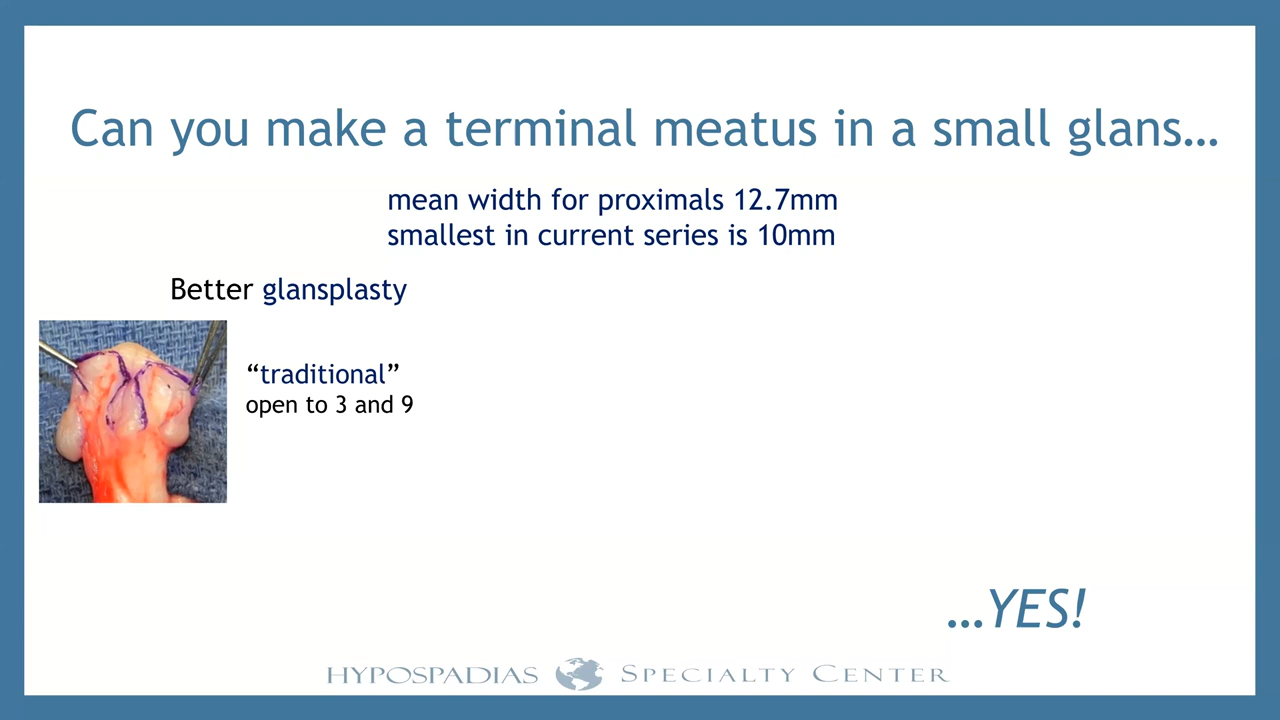 Can you make a terminal meatus in a small glans…
mean width for proximals 12.7mm
smallest in current series is 10mm
Better glansplasty
“traditional”
open to 3 and 9
…YES!
HYPOSPADIAS SPECIALTY CENTER